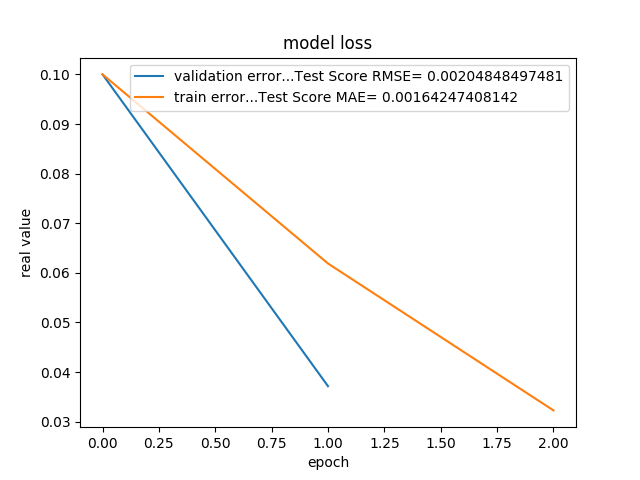 model loss
validation error...Test Score RMSE= 0.00204848497481
train error...Test Score MAE= 0.00164247408142
0.10
0.09
0.08
0.07
0.06
0.05
0.04
0.03
real value
0.00 0.25 0.50 0.75 1.00 1.25 1.50 1.75 2.00
epoch